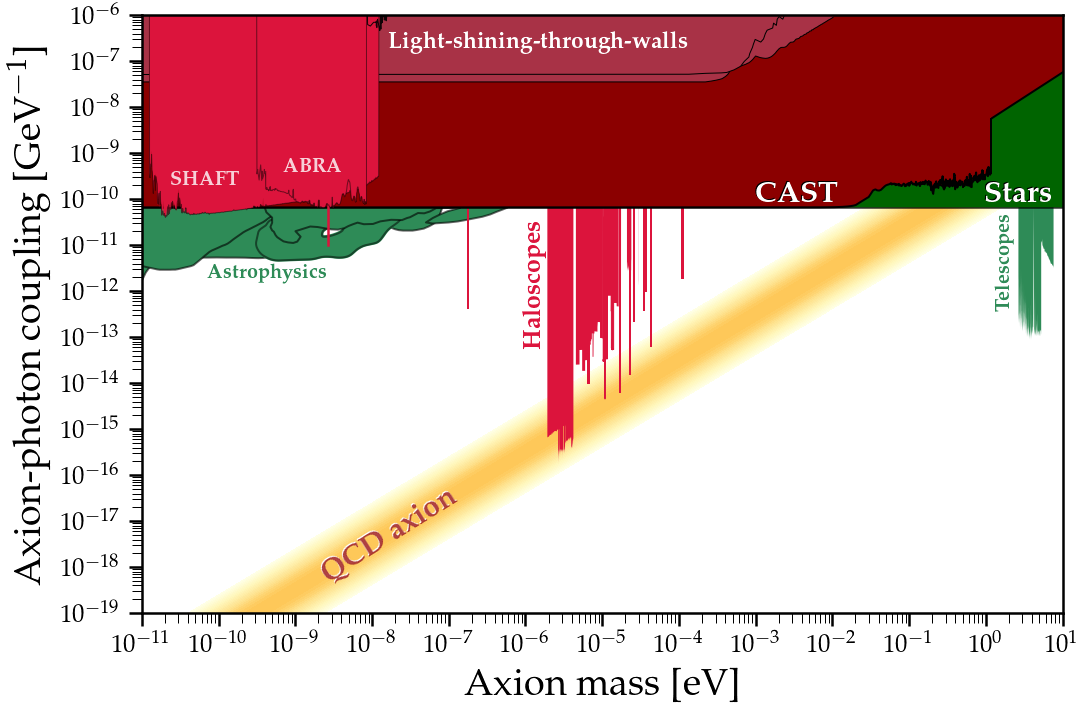 10⁻⁶
10⁻⁷
10⁻⁸
10⁻⁹
10⁻¹⁰
10⁻¹¹
10⁻¹²
10⁻¹³
10⁻¹⁴
10⁻¹⁵
10⁻¹⁶
10⁻¹⁷
10⁻¹⁸
10⁻¹⁹
Axion-photon coupling [GeV⁻¹]
Light-shining-through-walls
SHAFT
ABRA
CAST
Stars
Astrophysics
Haloscopes
Telescopes
QCD axion
10⁻¹¹ 10⁻¹⁰ 10⁻⁹ 10⁻⁸ 10⁻⁷ 10⁻⁶ 10⁻⁵ 10⁻⁴ 10⁻³ 10⁻² 10⁻¹ 10⁰ 10¹
Axion mass [eV]